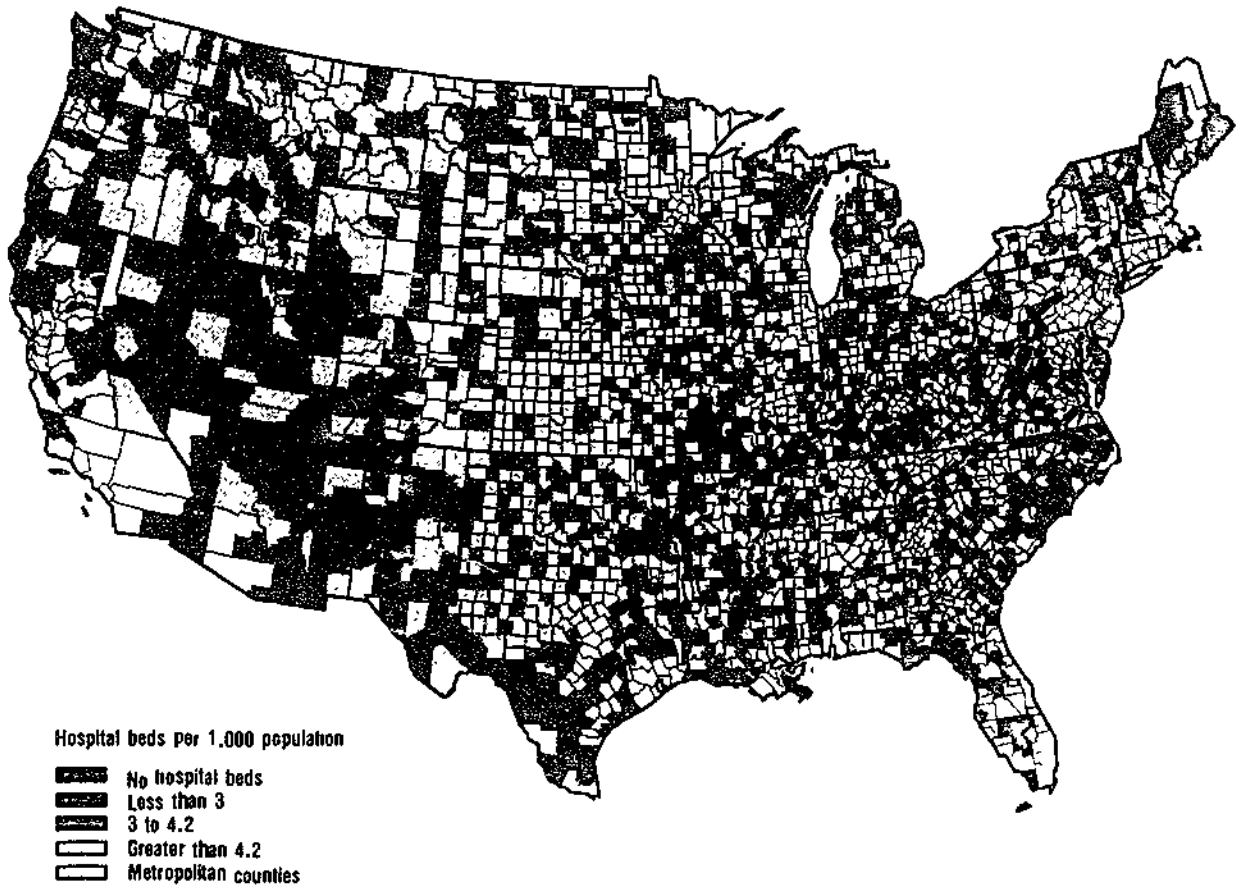 Hospital beds per 1.000 population
No hospital beds
Less than 3
3 to 4.2
Greater than 4.2
Metropolitan counties